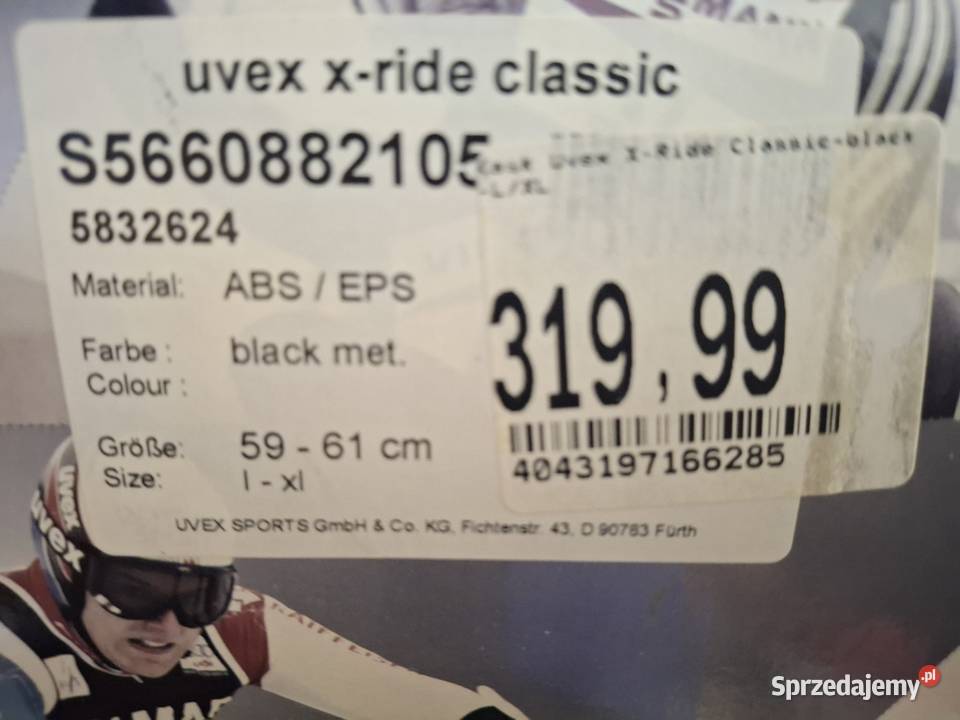 uvex x-ride classic
S5660882105
5832624
Kask Uvex X-Ride Classic-black
-L/XL
Material: ABS / EPS
319,99
Farbe : black met.
Colour :
4043197166285
Größe: 59 - 61 cm
Size: l - xl
UVEX SPORTS GmbH & Co. KG, Fichtenstr. 43, D 90763 Fürth
uvex
uvex
Sprzedajemy.pl